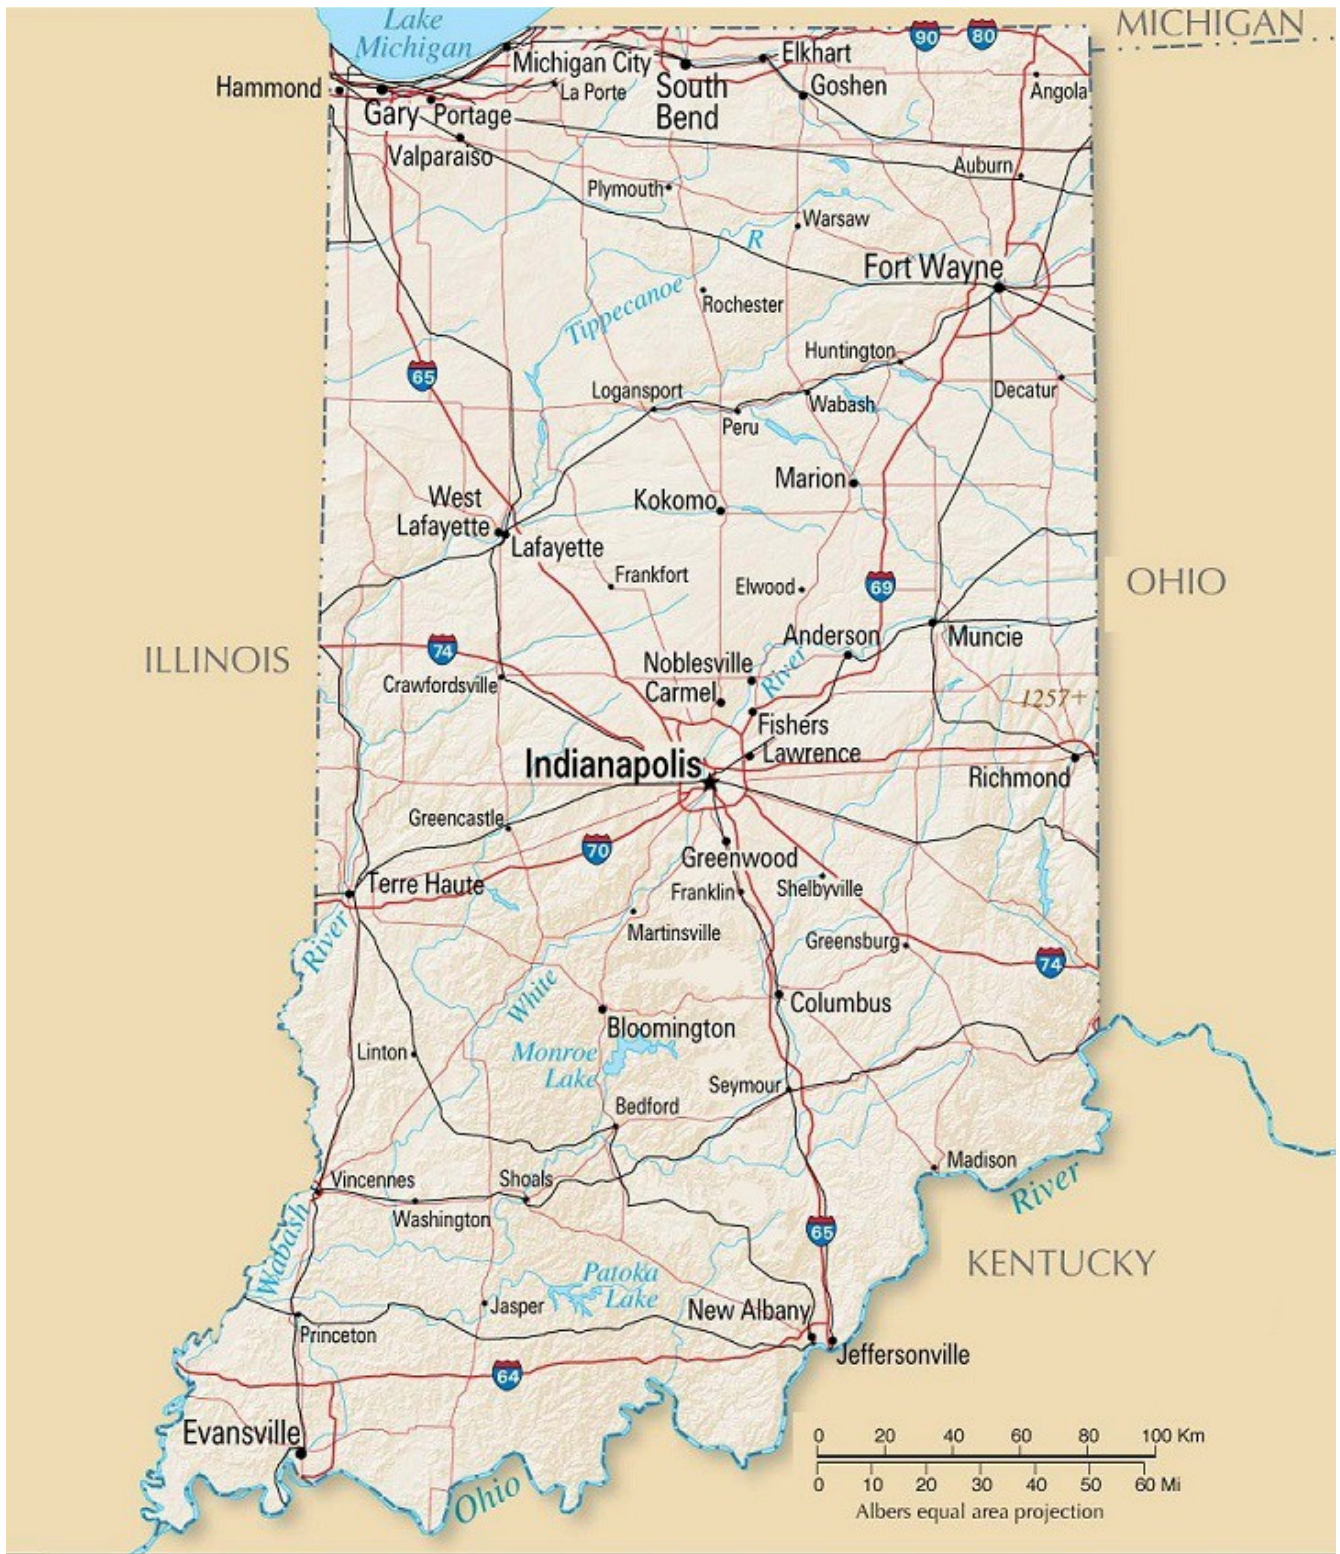 MICHIGAN
Lake
Michigan
90
80
Michigan City
Elkhart
Hammond
La Porte
South
Bend
Goshen
Angola
Gary
Portage
Valparaiso
Auburn
Plymouth
Warsaw
R
Fort Wayne
Tippecanoe
Rochester
Huntington
65
Logansport
Wabash
Decatur
Peru
Marion
West
Lafayette
Kokomo
Lafayette
Frankfort
Elwood
69
OHIO
Anderson
Muncie
ILLINOIS
74
Noblesville
River
Crawfordsville
Carmel
1257+
Fishers
Indianapolis
Lawrence
Richmond
Greencastle
70
Greenwood
Terre Haute
Franklin
Shelbyville
River
Martinsville
Greensburg
74
White
Columbus
Bloomington
Linton
Monroe
Lake
Seymour
Bedford
Madison
Vincennes
Shoals
River
Washington
Wabash
65
KENTUCKY
Patoka
Lake
Jasper
New Albany
Princeton
Jeffersonville
64
Evansville
0 20 40 60 80 100 Km
0 10 20 30 40 50 60 Mi
Ohio
Albers equal area projection